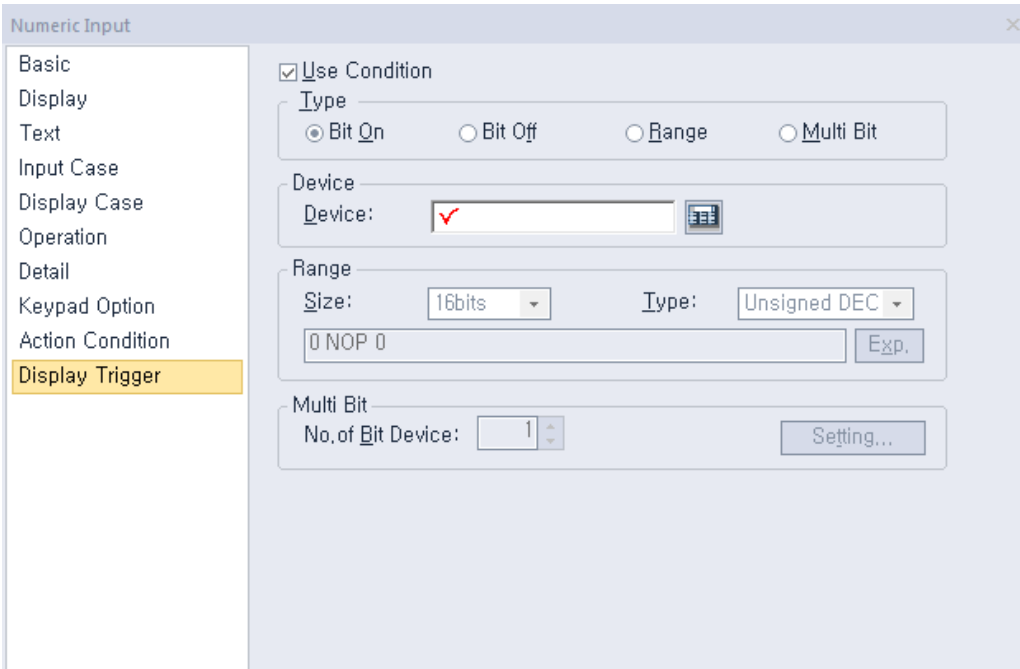 Numeric Input
Basic
Display
Text
Input Case
Display Case
Operation
Detail
Keypad Option
Action Condition
Display Trigger
Use Condition
Type
Bit On Bit Off Range Multi Bit
Device
Device:
Range
Size: 16bits Type: Unsigned DEC
0 NOP 0 Exp.
Multi Bit
No.of Bit Device: 1 Setting...